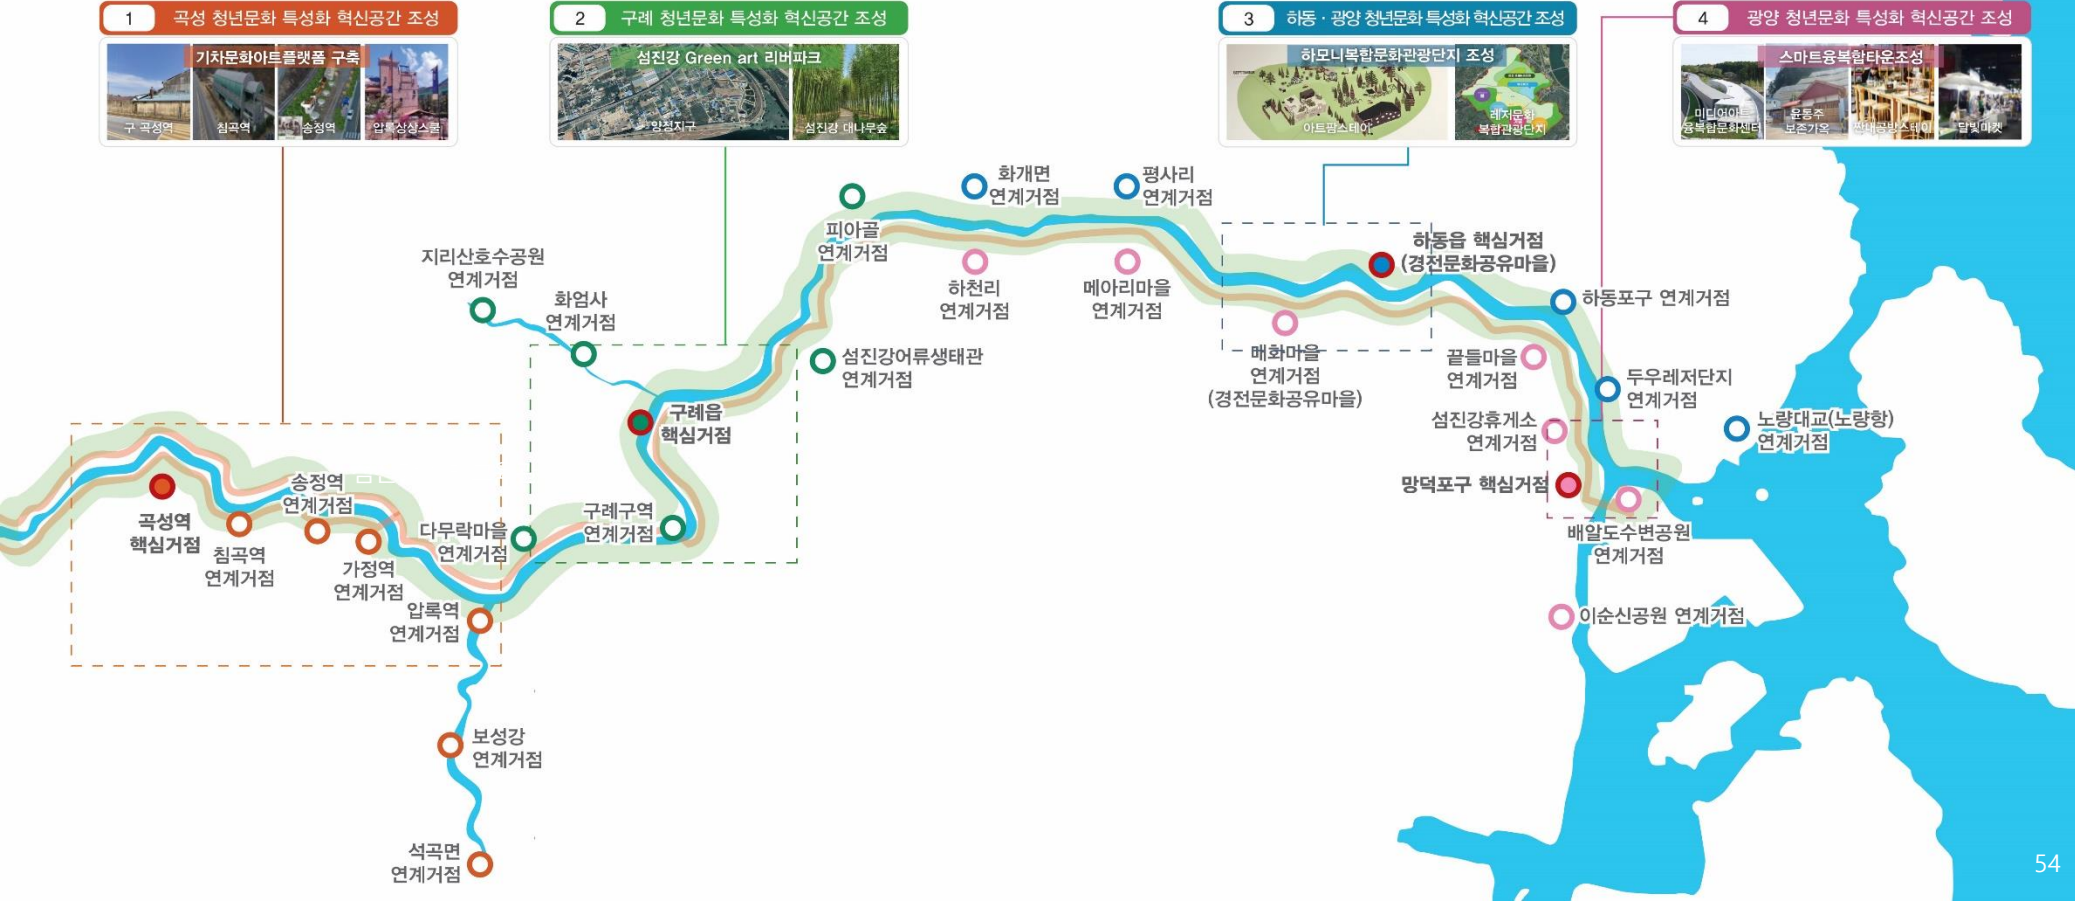 1 곡성 청년문화 특성화 혁신공간 조성
기차문화아트플랫폼 구축
구 곡성역
침곡역
송정역
압록상상스쿨
2 구례 청년문화 특성화 혁신공간 조성
섬진강 Green art 리버파크
양정지구
섬진강 대나무숲
3 하동 · 광양 청년문화 특성화 혁신공간 조성
하모니복합문화관광단지 조성
아트팜스테이
레저문화
복합관광단지
4 광양 청년문화 특성화 혁신공간 조성
스마트융복합타운조성
미디어아트
융복합문화센터
윤동주
보존가옥
달빛마켓
화개면
연계거점
평사리
연계거점
피아골
연계거점
하동읍 핵심거점
(경전문화공유마을)
지리산호수공원
연계거점
화엄사
연계거점
하천리
연계거점
메아리마을
연계거점
하동포구 연계거점
섬진강어류생태관
연계거점
매화마을
연계거점
(경전문화공유마을)
끝들마을
연계거점
두우레저단지
연계거점
구례읍
핵심거점
섬진강휴게소
연계거점
노량대교(노량항)
연계거점
망덕포구 핵심거점
송정역
연계거점
곡성역
핵심거점
침곡역
연계거점
다무락마을
연계거점
구례구역
연계거점
배알도수변공원
연계거점
가정역
연계거점
압록역
연계거점
이순신공원 연계거점
보성강
연계거점
석곡면
연계거점
54